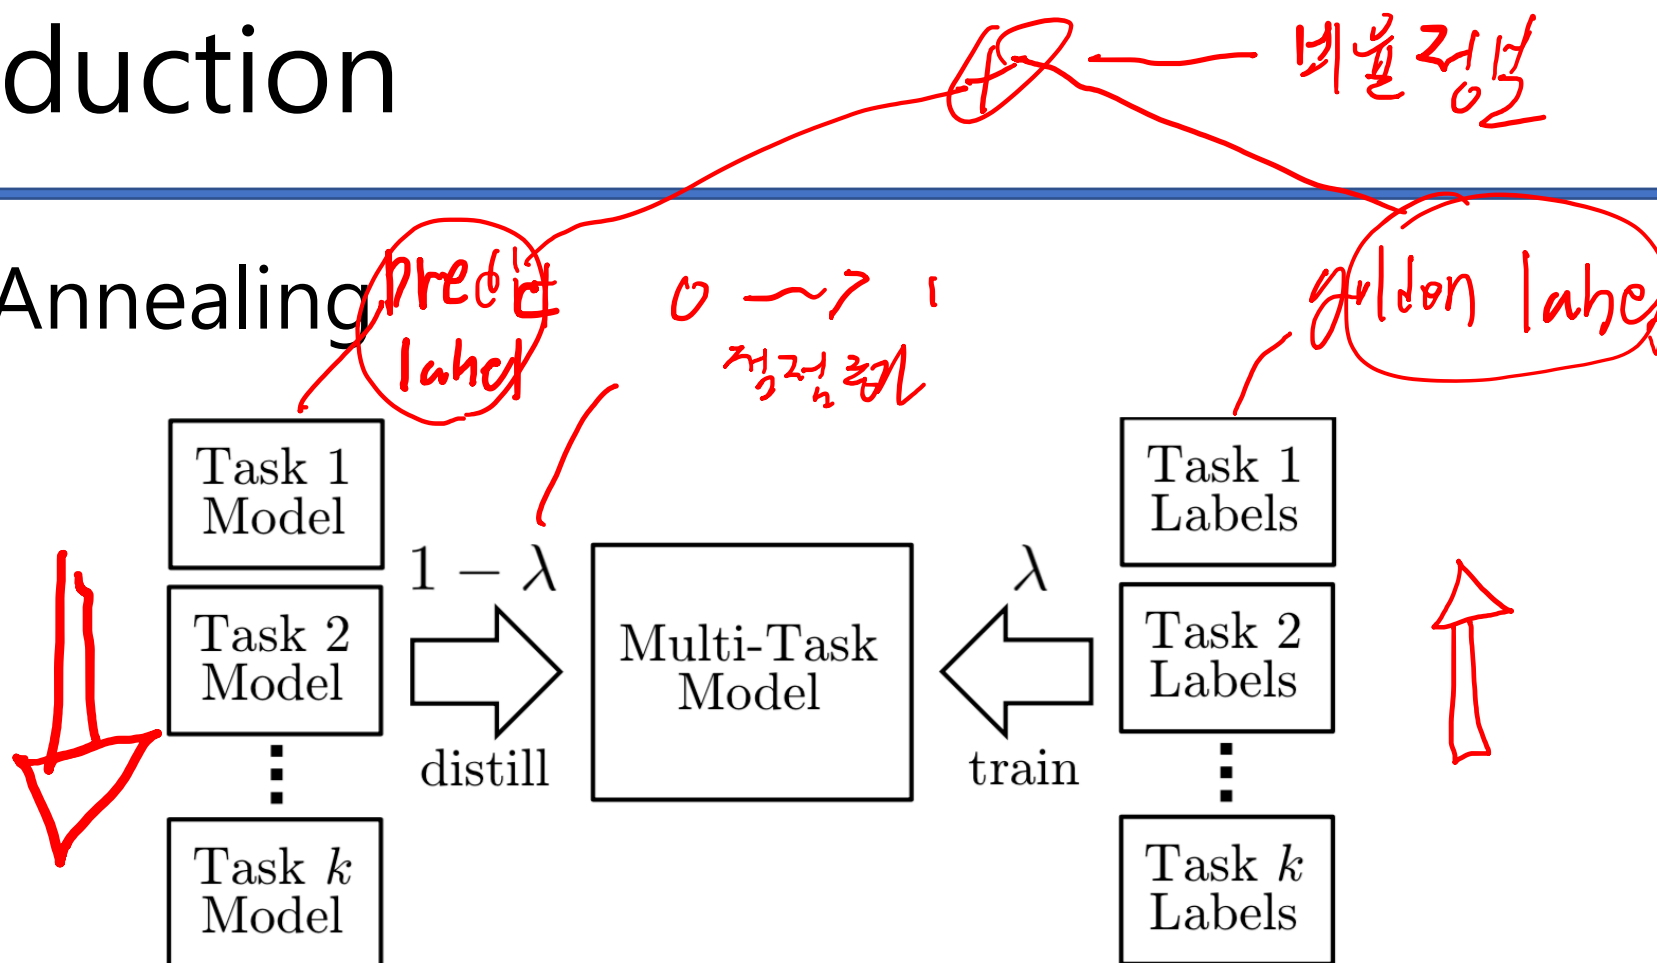 duction
+
비율 정보
Annealing
predict
label
0 → 1
점점 증가
golden label
Task 1
Model
Task 1
Labels
1 − λ
λ
Task 2
Model
Multi-Task
Model
Task 2
Labels
distill
train
Task k
Model
Task k
Labels